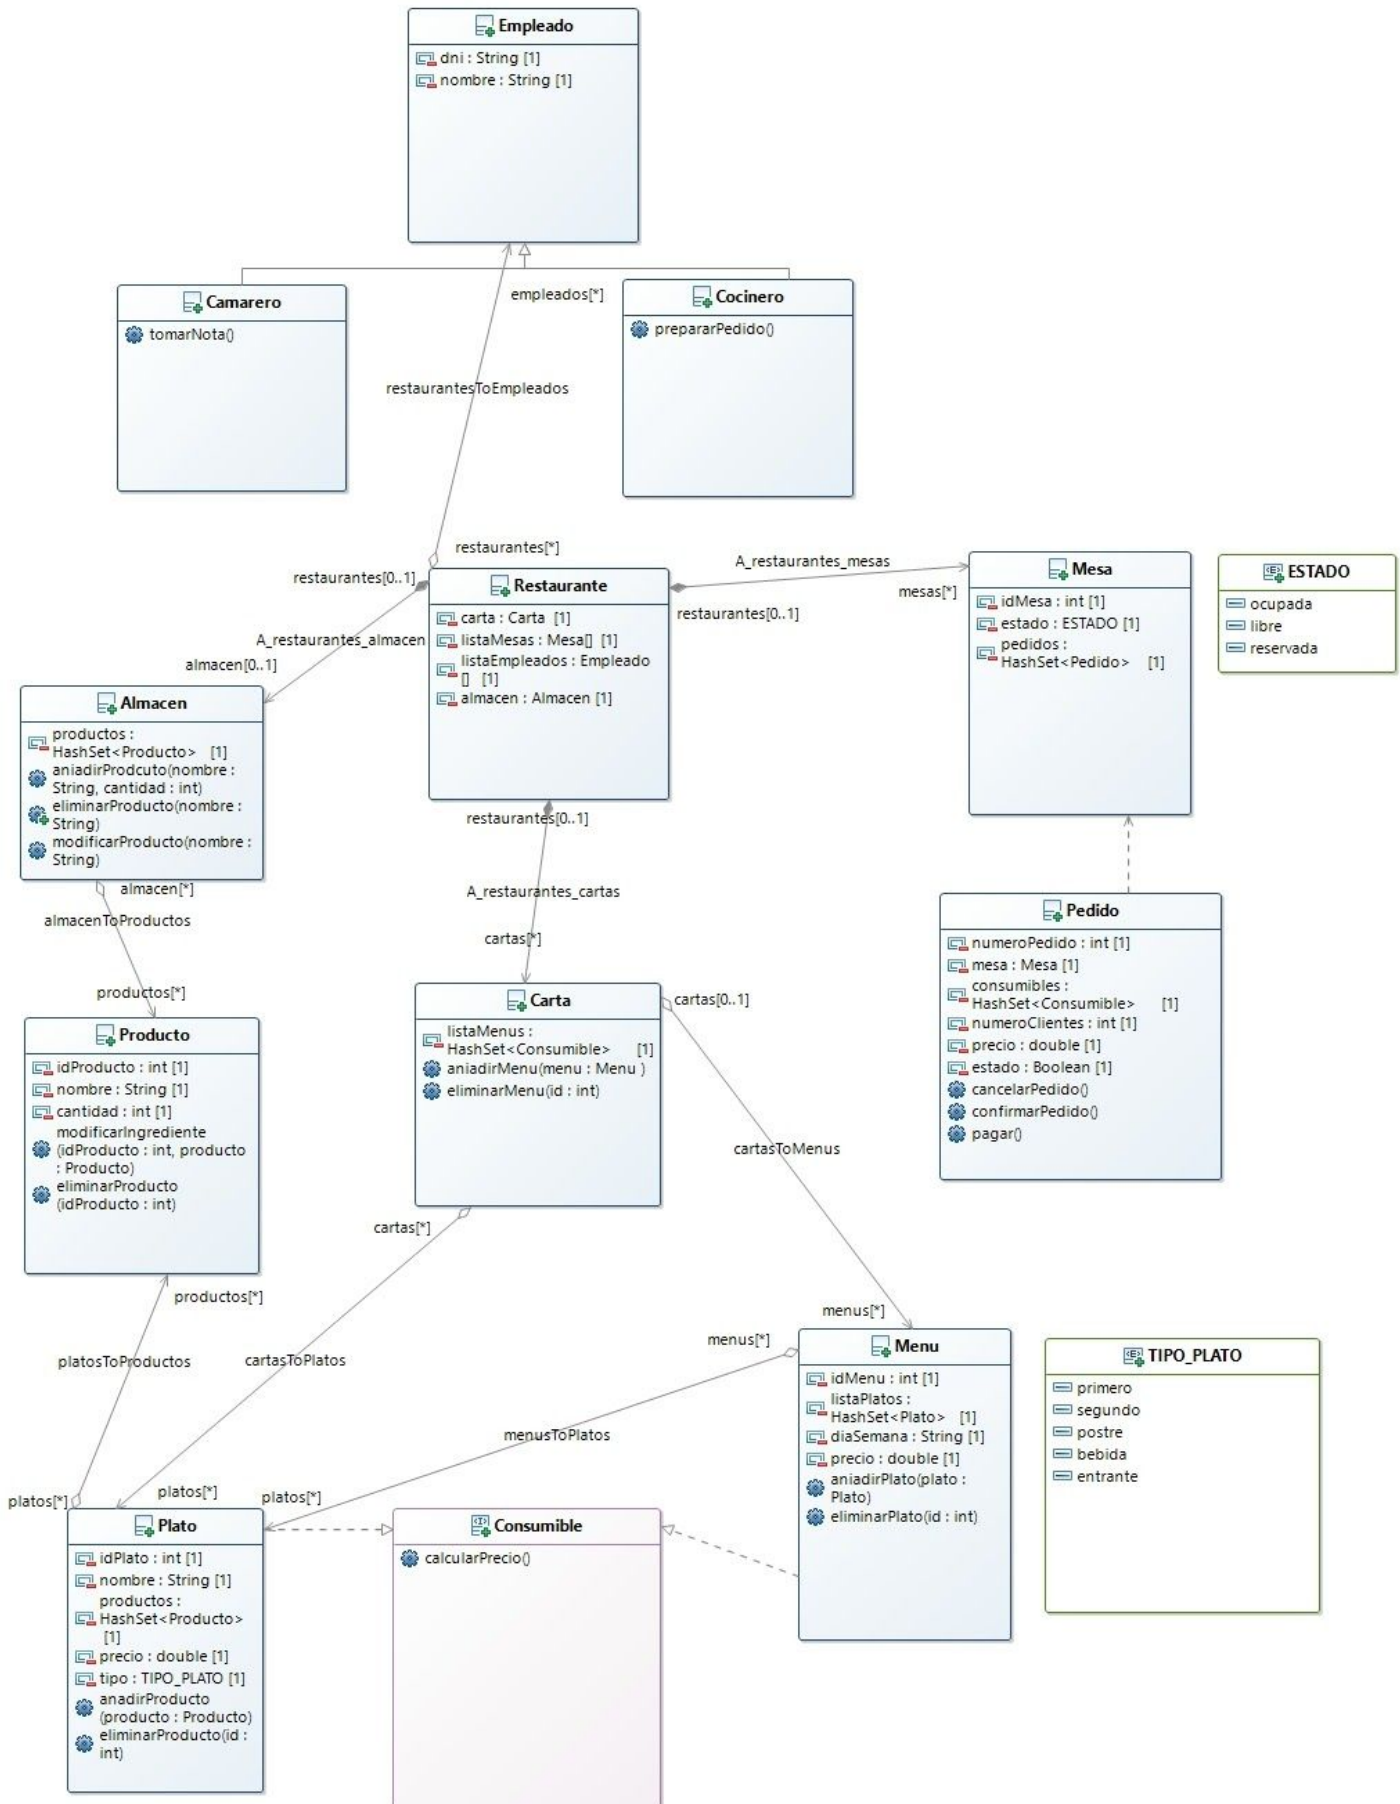 Empleado
dni : String [1]
nombre : String [1]
Camarero
tomarNota()
empleados[*]
Cocinero
prepararPedido()
restaurantesToEmpleados
restaurantes[*]
restaurantes[0..1]
A_restaurantes_almacen
almacen[0..1]
Restaurante
carta : Carta [1]
listaMesas : Mesa[] [1]
listaEmpleados : Empleado
[] [1]
almacen : Almacen [1]
A_restaurantes_mesas
mesas[*]
restaurantes[0..1]
Mesa
idMesa : int [1]
estado : ESTADO [1]
pedidos :
HashSet<Pedido> [1]
ESTADO
ocupada
libre
reservada
Almacen
productos :
HashSet<Producto> [1]
aniadirProdcuto(nombre :
String, cantidad : int)
eliminarProducto(nombre :
String)
modificarProducto(nombre :
String)
almacen[*]
almacenToProductos
productos[*]
restaurantes[0..1]
A_restaurantes_cartas
cartas[*]
Pedido
numeroPedido : int [1]
mesa : Mesa [1]
consumibles :
HashSet<Consumible> [1]
numeroClientes : int [1]
precio : double [1]
estado : Boolean [1]
cancelarPedido()
confirmarPedido()
pagar()
Producto
idProducto : int [1]
nombre : String [1]
cantidad : int [1]
modificarIngrediente
(idProducto : int, producto
: Producto)
eliminarProducto
(idProducto : int)
Carta
listaMenus :
HashSet<Consumible> [1]
aniadirMenu(menu : Menu )
eliminarMenu(id : int)
cartas[0..1]
cartasToMenus
cartas[*]
productos[*]
platosToProductos
cartasToPlatos
menus[*]
menus[*]
menusToPlatos
Menu
idMenu : int [1]
listaPlatos :
HashSet<Plato> [1]
diaSemana : String [1]
precio : double [1]
aniadirPlato(plato :
Plato)
eliminarPlato(id : int)
TIPO_PLATO
primero
segundo
postre
bebida
entrante
platos[*]
platos[*]
platos[*]
Plato
idPlato : int [1]
nombre : String [1]
productos :
HashSet<Producto>
[1]
precio : double [1]
tipo : TIPO_PLATO [1]
anadirProducto
(producto : Producto)
eliminarProducto(id :
int)
Consumible
calcularPrecio()